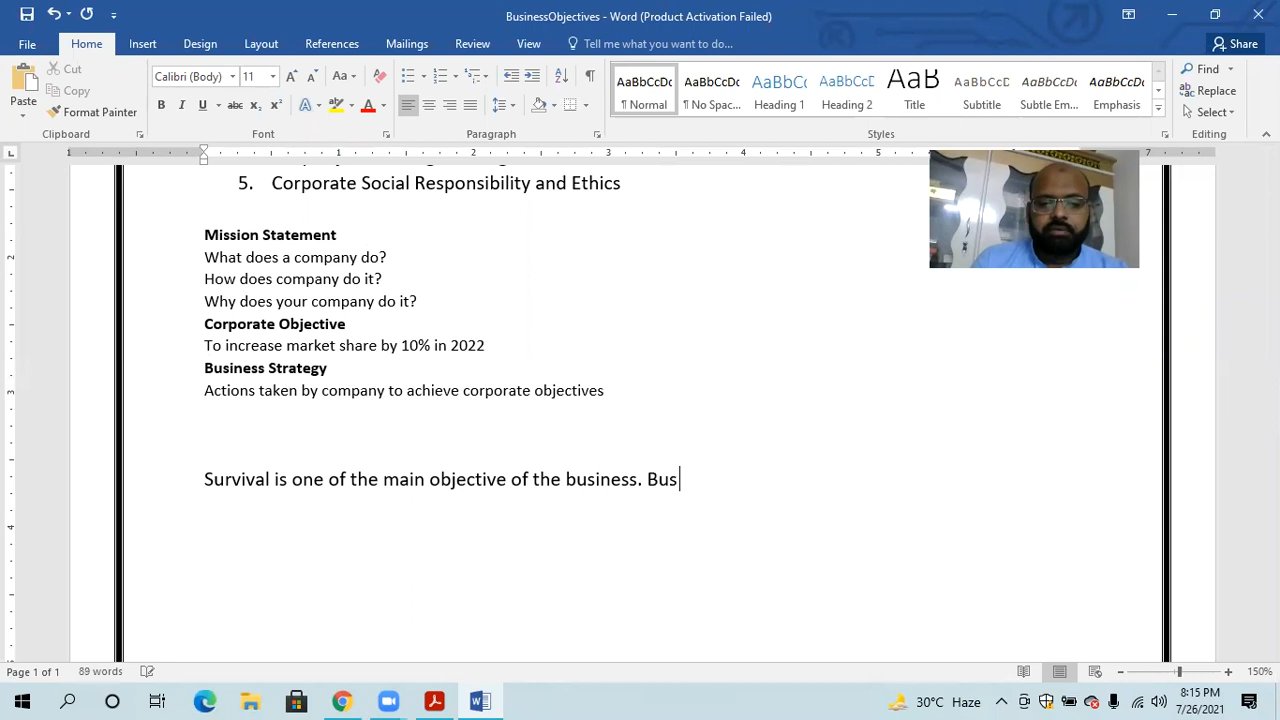 BusinessObjectives - Word (Product Activation Failed)
File Home Insert Design Layout References Mailings Review View Tell me what you want to do... Share
Paste Cut Copy Format Painter
Calibri (Body) 11
Find Replace Select
AaBbCcDc AaBbCcDc AaBbCc AaBbCcD AaB AaBbCcD AaBbCcDc AaBbCcDc
¶ Normal ¶ No Spac... Heading 1 Heading 2 Title Subtitle Subtle Em... Emphasis
Clipboard Font Paragraph Styles Editing
5. Corporate Social Responsibility and Ethics
Mission Statement
What does a company do?
How does company do it?
Why does your company do it?
Corporate Objective
To increase market share by 10% in 2022
Business Strategy
Actions taken by company to achieve corporate objectives
Survival is one of the main objective of the business. Bus
Page 1 of 1 89 words 150%
30°C Haze 8:15 PM
7/26/2021